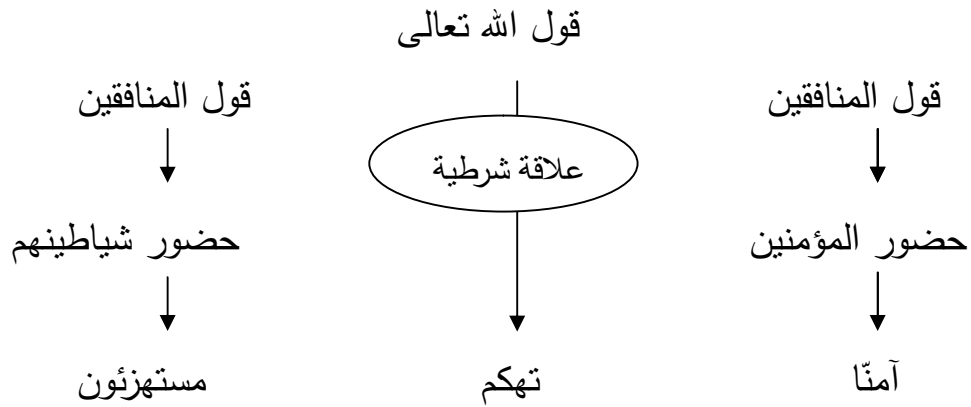 قول الله تعالى
قول المنافقين
قول المنافقين
علاقة شرطية
حضور المؤمنين
حضور شياطينهم
آمنّا
تهكم
مستهزئون